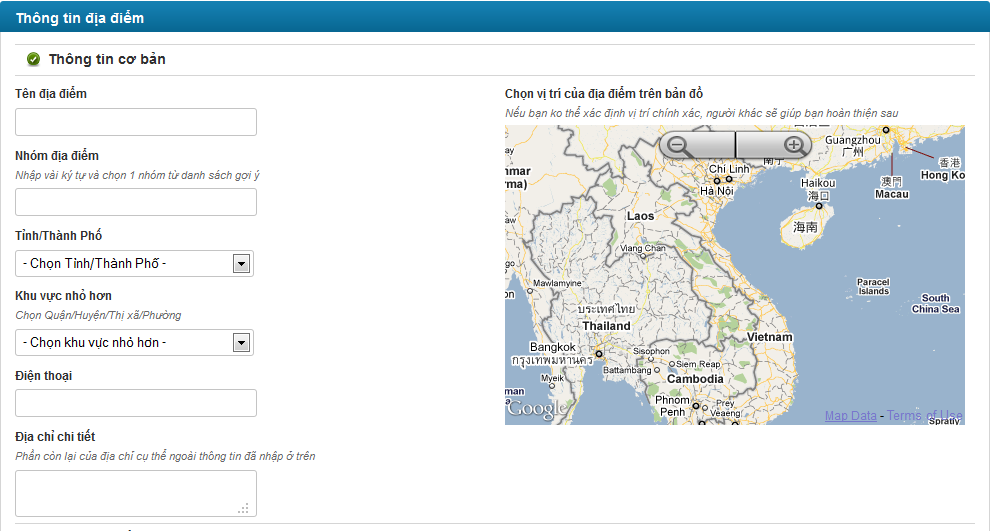 Thông tin địa điểm
Thông tin cơ bản
Tên địa điểm
Nhóm địa điểm
Nhập vài ký tự và chọn 1 nhóm từ danh sách gợi ý
Tỉnh/Thành Phố
- Chọn Tỉnh/Thành Phố -
Khu vực nhỏ hơn
Chọn Quận/Huyện/Thị xã/Phường
- Chọn khu vực nhỏ hơn -
Điện thoại
Địa chỉ chi tiết
Phần còn lại của địa chỉ cụ thể ngoài thông tin đã nhập ở trên
Chọn vị trí của địa điểm trên bản đồ
Nếu bạn ko thể xác định vị trí chính xác, người khác sẽ giúp bạn hoàn thiện sau
Guangzhou
广州
香港
Hong Ko
澳門
Macau
nmar
rma)
Chí Linh
Hà Nội
Haikou
海口
海南
Laos
Viang Chan
Mawlamyine
Paracel
Islands
South
China Sea
ประเทศไทย
Thailand
Vietnam
Bangkok
กรุงเทพมหานคร
Sisophon
Siem Reap
Battambang
Cambodia
Myeik
man
Sea
Phnom
Penh
Prey
Veaeng
Google
Map Data - Terms of Use
Spratly